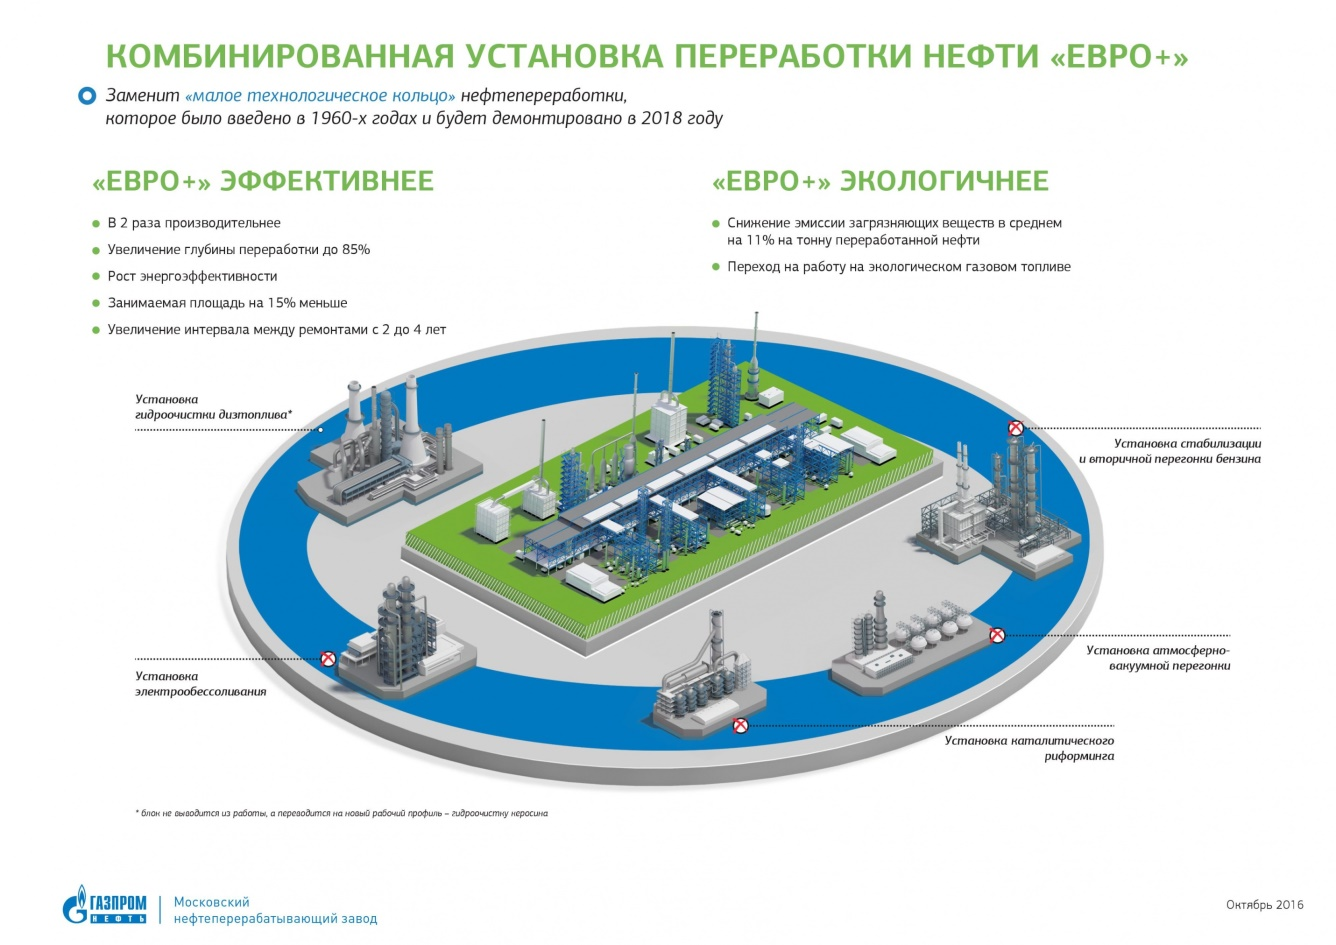 КОМБИНИРОВАННАЯ УСТАНОВКА ПЕРЕРАБОТКИ НЕФТИ «ЕВРО+»
Заменит «малое технологическое кольцо» нефтепереработки,
которое было введено в 1960-х годах и будет демонтировано в 2018 году
«ЕВРО+» ЭФФЕКТИВНЕЕ
В 2 раза производительнее
Увеличение глубины переработки до 85%
Рост энергоэффективности
Занимаемая площадь на 15% меньше
Увеличение интервала между ремонтами с 2 до 4 лет
«ЕВРО+» ЭКОЛОГИЧНЕЕ
Снижение эмиссии загрязняющих веществ в среднем
на 11% на тонну переработанной нефти
Переход на работу на экологическом газовом топливе
Установка
гидроочистки дизтоплива*
Установка стабилизации
и вторичной перегонки бензина
Установка атмосферно-
вакуумной перегонки
Установка
электрообессоливания
Установка каталитического
риформинга
* блок не выводится из работы, а переводится на новый рабочий профиль – гидроочистку керосина
ГАЗПРОМ
НЕФТЬ
Московский
нефтеперерабатывающий завод
Октябрь 2016